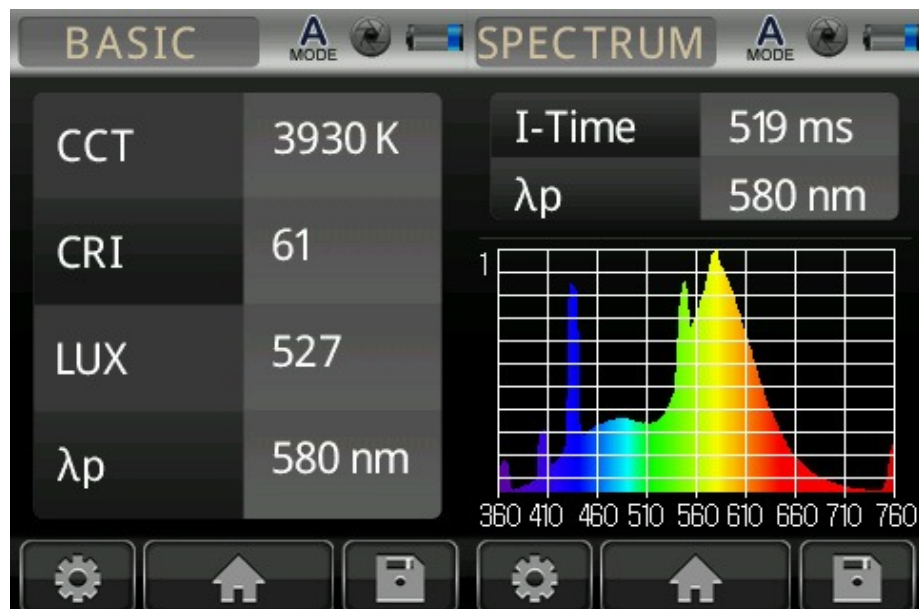 BASIC
A
MODE
CCT 3930 K
CRI 61
LUX 527
λp 580 nm
SPECTRUM
A
MODE
I-Time 519 ms
λp 580 nm
1
360 410 460 510 560 610 660 710 760